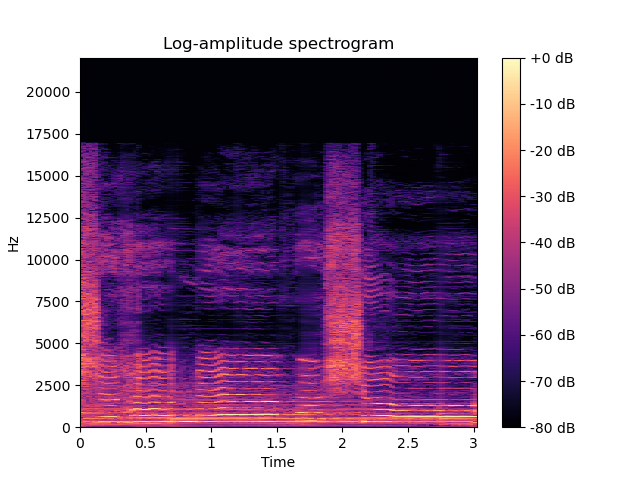 Log-amplitude spectrogram
Hz
20000
17500
15000
12500
10000
7500
5000
2500
0
0 0.5 1 1.5 2 2.5 3
Time
+0 dB
-10 dB
-20 dB
-30 dB
-40 dB
-50 dB
-60 dB
-70 dB
-80 dB